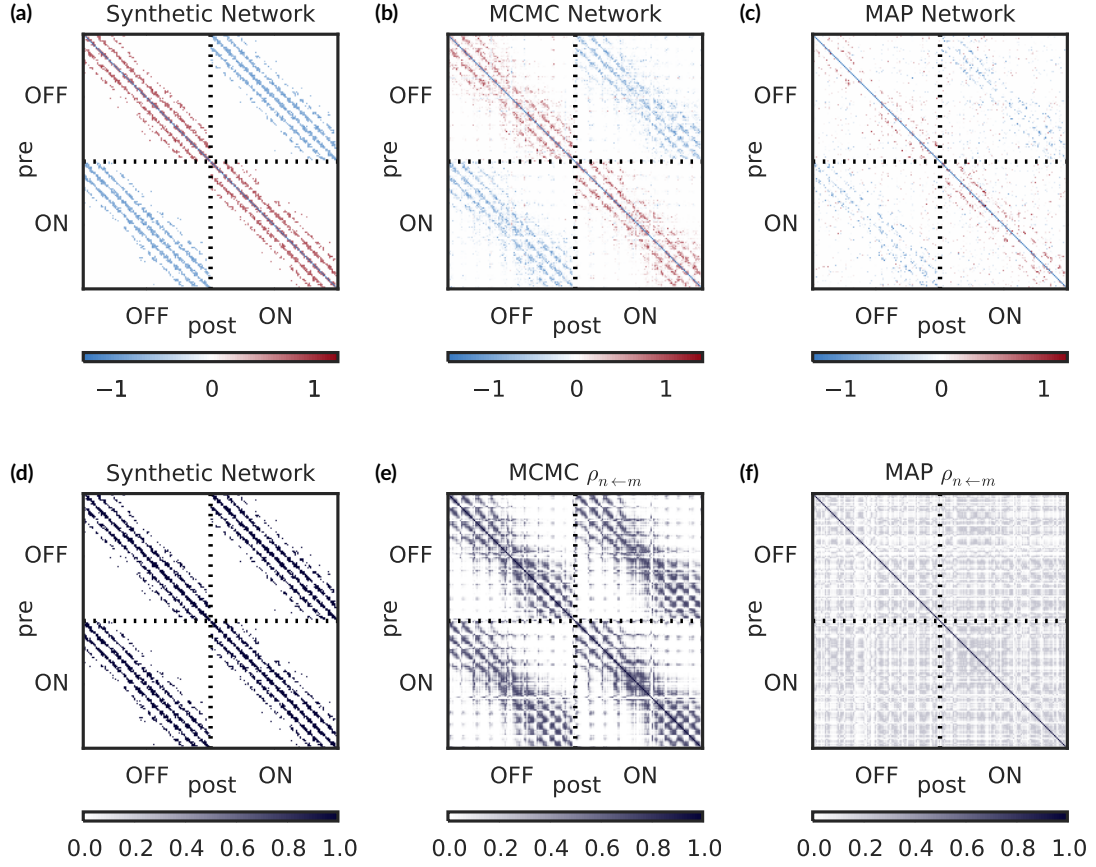 (a) Synthetic Network
(b) MCMC Network
(c) MAP Network
OFF
pre
ON
OFF post ON
−1 0 1
OFF
pre
ON
OFF post ON
−1 0 1
OFF
pre
ON
OFF post ON
−1 0 1
(d) Synthetic Network
(e) MCMC ρn←m
(f) MAP ρn←m
OFF
pre
ON
OFF post ON
0.0 0.2 0.4 0.6 0.8 1.0
OFF
pre
ON
OFF post ON
0.0 0.2 0.4 0.6 0.8 1.0
OFF
pre
ON
OFF post ON
0.0 0.2 0.4 0.6 0.8 1.0